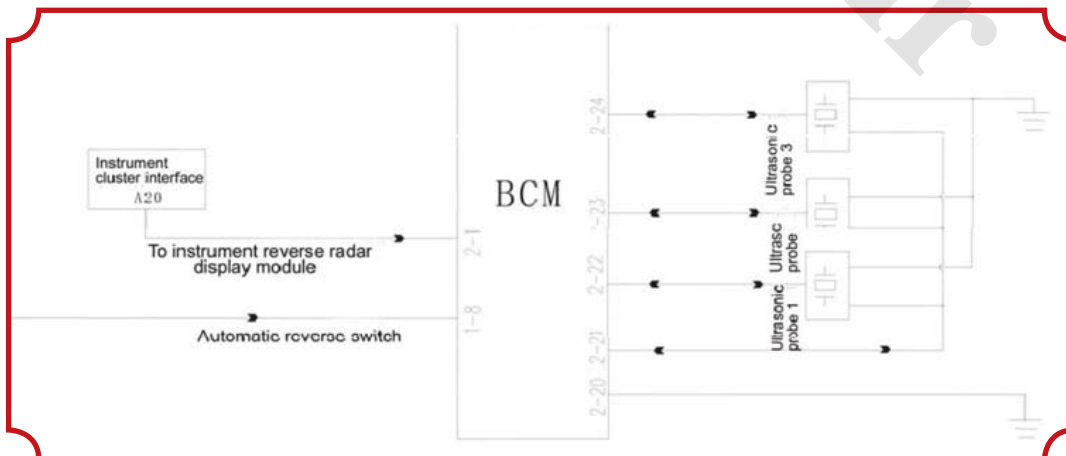 Instrument
cluster interface
A20
To instrument reverse radar
display module
Automatic reverse switch
BCM
2-1
1-8
2-24
-23
2-22
2-21
2-20
Ultrasonic
probe 3
Ultrasc
probe
Ultrasonic
probe 1